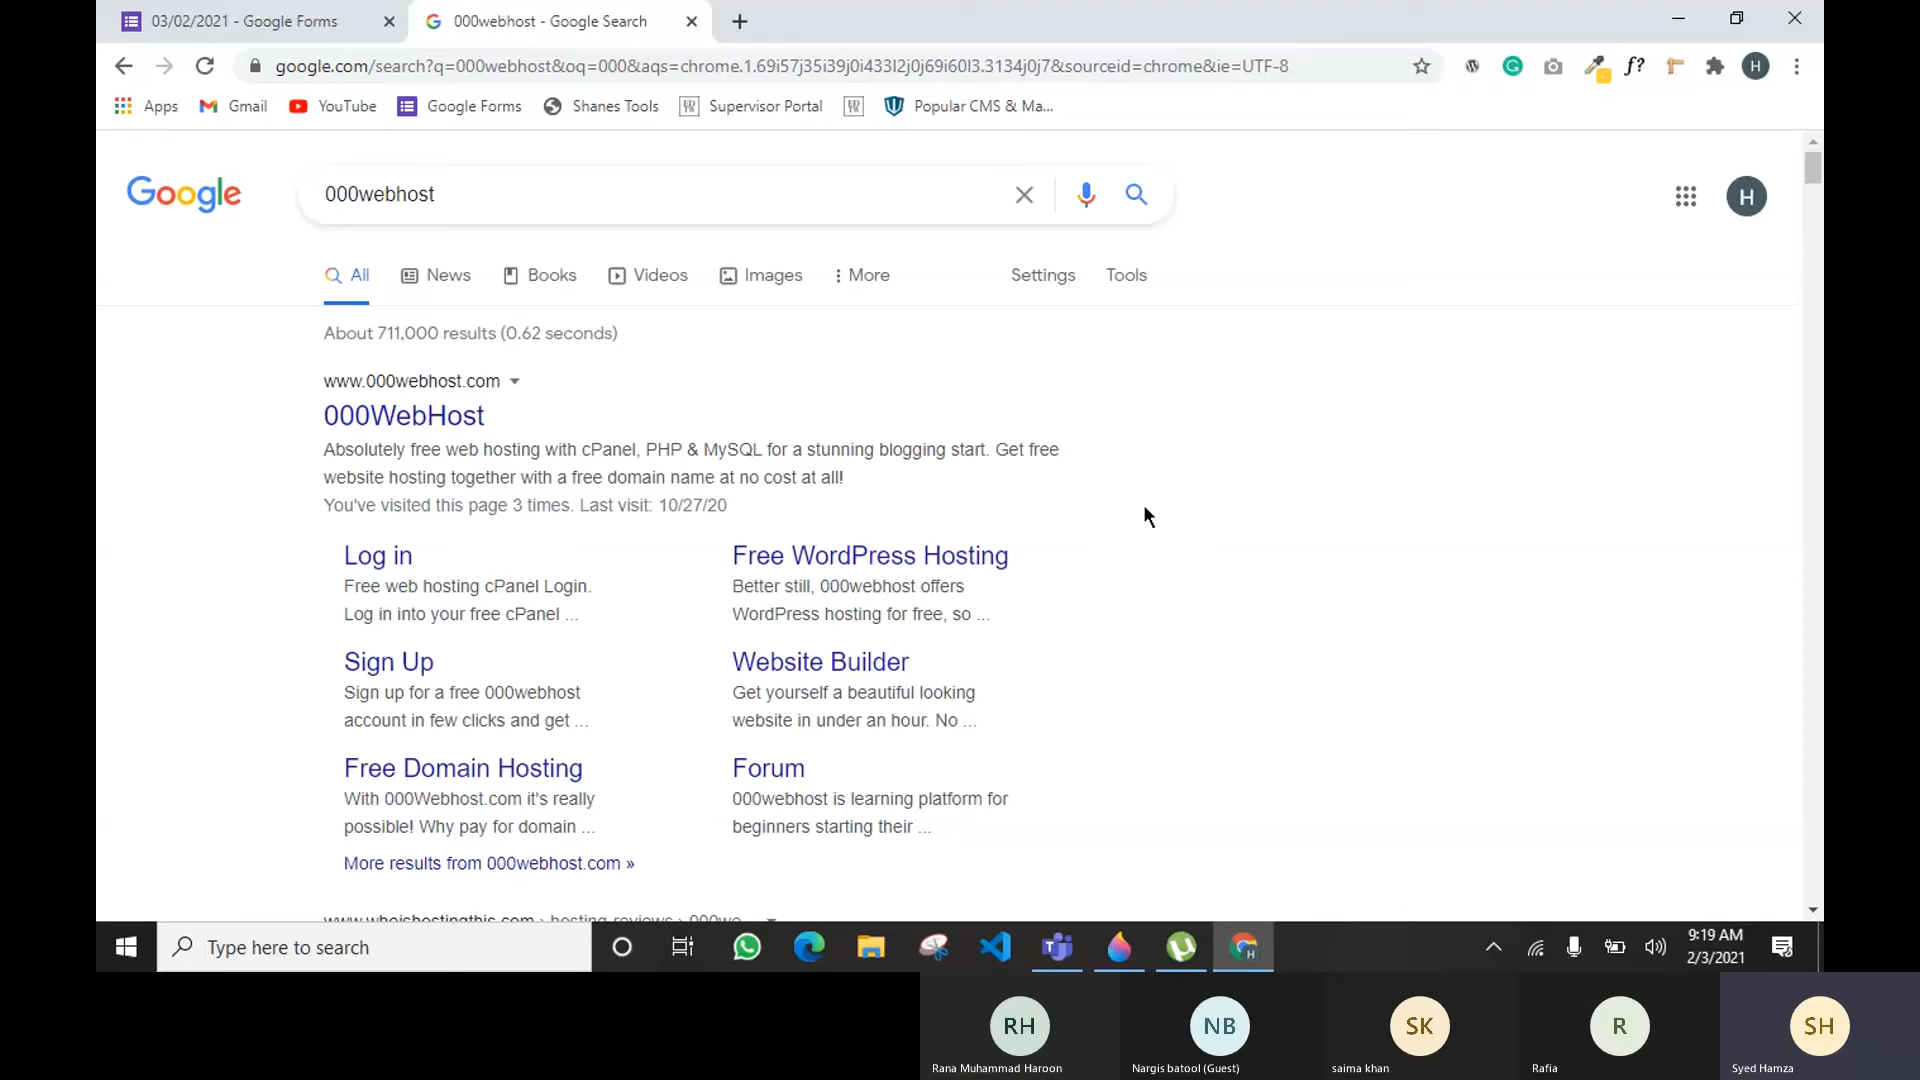 03/02/2021 - Google Forms
000webhost - Google Search
google.com/search?q=000webhost&oq=000&aqs=chrome.1.69i57j35i39j0i433l2j0j69i60l3.3134j0j7&sourceid=chrome&ie=UTF-8
f?
H
Apps
Gmail
YouTube
Google Forms
Shanes Tools
Supervisor Portal
Popular CMS & Ma...
Google
000webhost
H
All
News
Books
Videos
Images
More
Settings
Tools
About 711,000 results (0.62 seconds)
www.000webhost.com
000WebHost
Absolutely free web hosting with cPanel, PHP & MySQL for a stunning blogging start. Get free
website hosting together with a free domain name at no cost at all!
You've visited this page 3 times. Last visit: 10/27/20
Log in
Free web hosting cPanel Login.
Log in into your free cPanel ...
Free WordPress Hosting
Better still, 000webhost offers
WordPress hosting for free, so ...
Sign Up
Sign up for a free 000webhost
account in few clicks and get ...
Website Builder
Get yourself a beautiful looking
website in under an hour. No ...
Free Domain Hosting
With 000Webhost.com it's really
possible! Why pay for domain ...
Forum
000webhost is learning platform for
beginners starting their ...
More results from 000webhost.com »
www.whoishostingthis.com › hosting-reviews › 000we...
Type here to search
9:19 AM
2/3/2021
RH
Rana Muhammad Haroon
NB
Nargis batool (Guest)
SK
saima khan
R
Rafia
SH
Syed Hamza